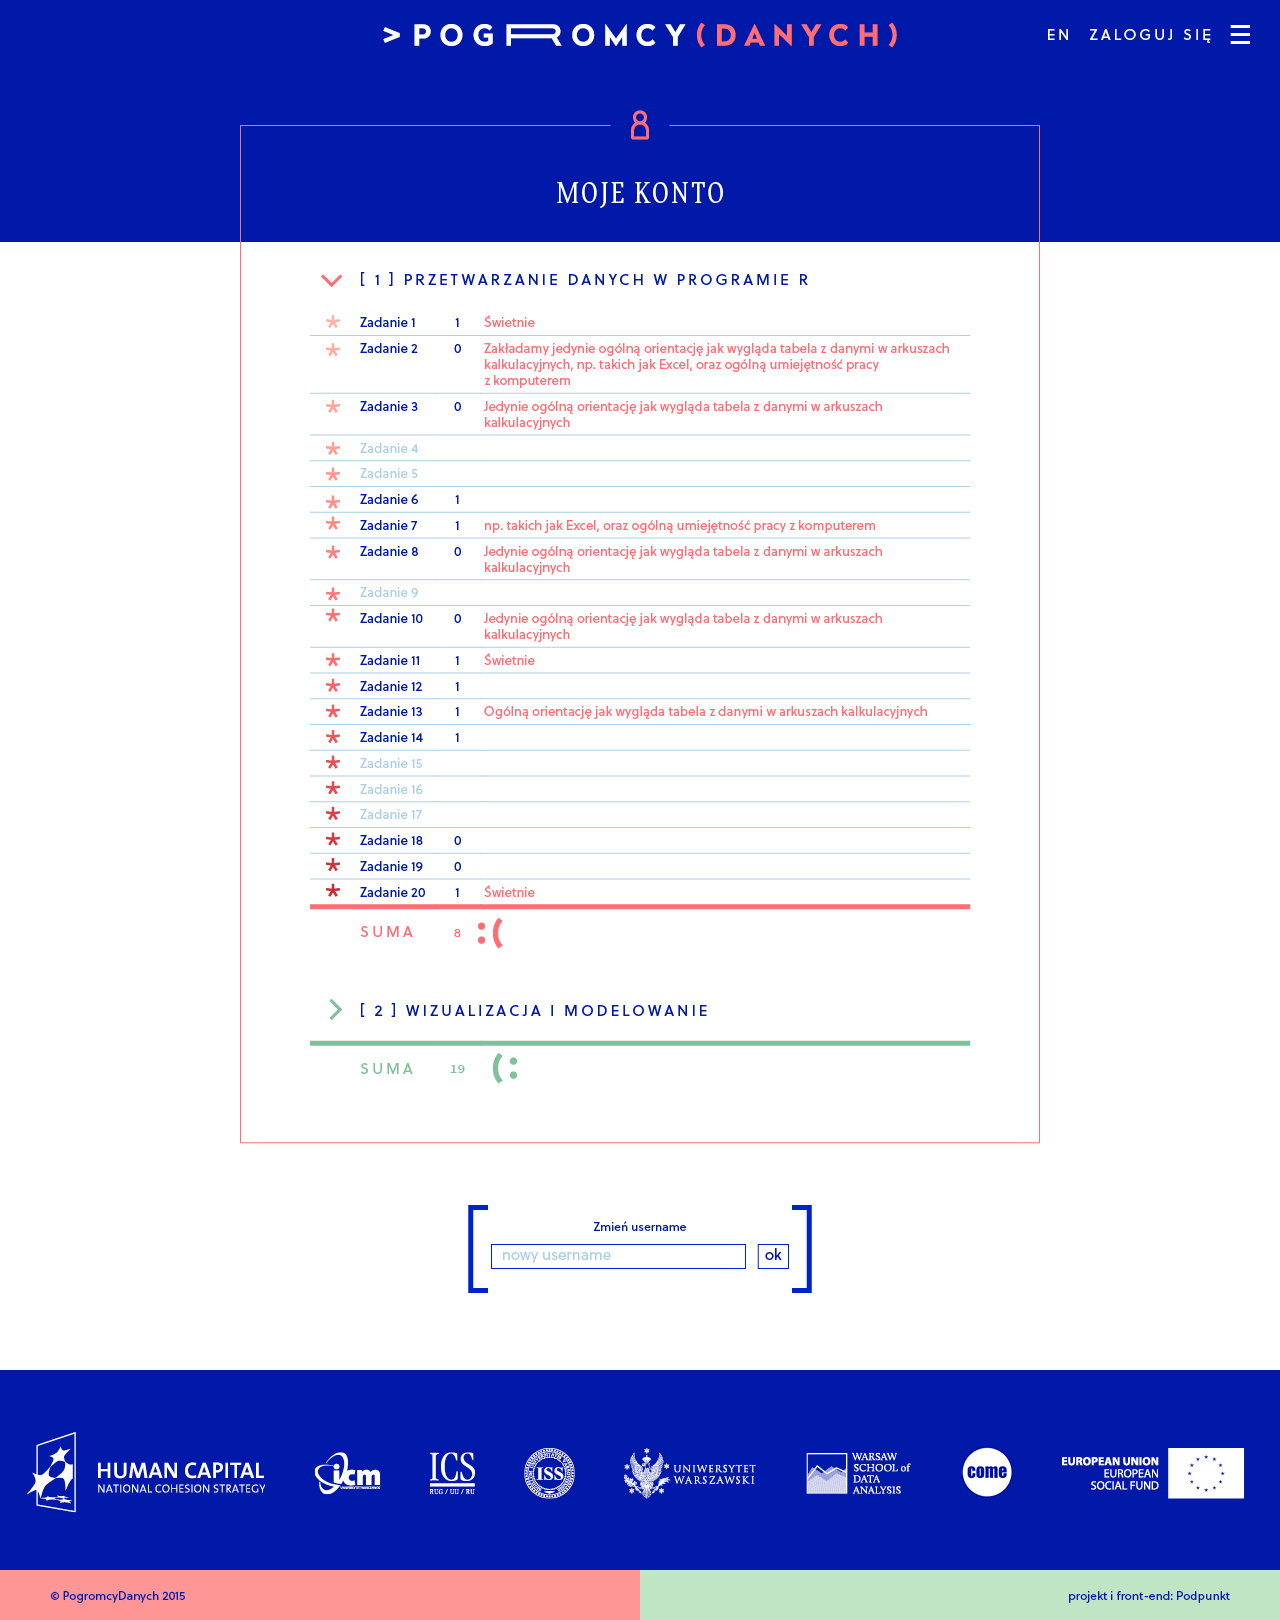 >POGROMCY(DANYCH)
EN ZALOGUJ SIĘ
MOJE KONTO
[ 1 ] PRZETWARZANIE DANYCH W PROGRAMIE R
* Zadanie 1 1 Świetnie
* Zadanie 2 0 Zakładamy jedynie ogólną orientację jak wygląda tabela z danymi w arkuszach
kalkulacyjnych, np. takich jak Excel, oraz ogólną umiejętność pracy
z komputerem
* Zadanie 3 0 Jedynie ogólną orientację jak wygląda tabela z danymi w arkuszach
kalkulacyjnych
* Zadanie 4
* Zadanie 5
* Zadanie 6 1
* Zadanie 7 1 np. takich jak Excel, oraz ogólną umiejętność pracy z komputerem
* Zadanie 8 0 Jedynie ogólną orientację jak wygląda tabela z danymi w arkuszach
kalkulacyjnych
* Zadanie 9
* Zadanie 10 0 Jedynie ogólną orientację jak wygląda tabela z danymi w arkuszach
kalkulacyjnych
* Zadanie 11 1 Świetnie
* Zadanie 12 1
* Zadanie 13 1 Ogólną orientację jak wygląda tabela z danymi w arkuszach kalkulacyjnych
* Zadanie 14 1
* Zadanie 15
* Zadanie 16
* Zadanie 17
* Zadanie 18 0
* Zadanie 19 0
* Zadanie 20 1 Świetnie
SUMA 8 :(
[ 2 ] WIZUALIZACJA I MODELOWANIE
SUMA 19 (:
Zmień username
nowy username ok
HUMAN CAPITAL
NATIONAL COHESION STRATEGY
icm
ICS
RUG / UU / RU
ISS
UNIWERSYTET
WARSZAWSKI
WARSAW
SCHOOL of
DATA
ANALYSIS
come
EUROPEAN UNION
EUROPEAN
SOCIAL FUND
© PogromcyDanych 2015
projekt i front-end: Podpunkt